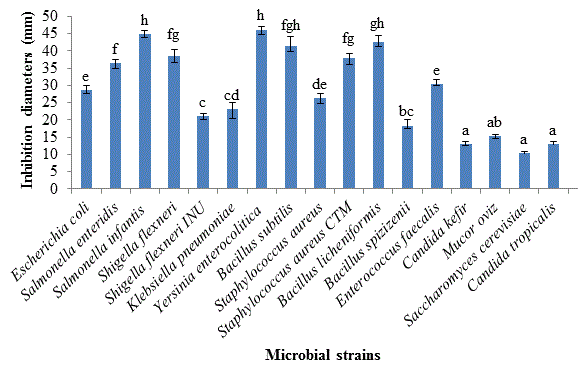 Inhibition diameters (mm)
50
45
40
35
30
25
20
15
10
5
0
e
f
h
fg
c
cd
h
fgh
de
fg
gh
bc
e
a
ab
a
a
Escherichia coli
Salmonella enteridis
Salmonella infantis
Shigella flexneri
Shigella flexneri INU
Klebsiella pneumoniae
Yersinia enterocolitica
Bacillus subtilis
Staphylococcus aureus
Staphylococcus aureus CTM
Bacillus licheniformis
Bacillus spizizenii
Enterococcus faecalis
Candida kefir
Mucor oviz
Saccharomyces cerevisiae
Candida tropicalis
Microbial strains